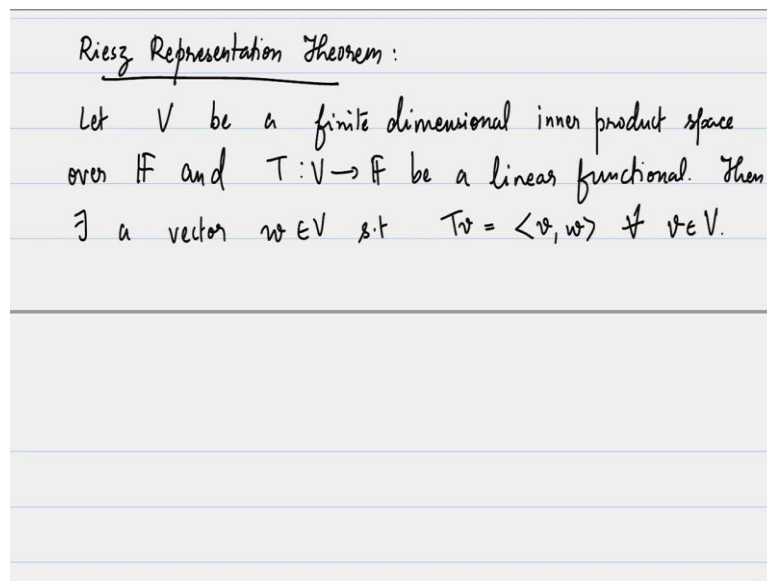 Riesz Representation Theorem :
Let V be a finite dimensional inner product space
over 𝔽 and T : V → 𝔽 be a linear functional. Then
∃ a vector w ∈ V s.t Tv = <v, w> ∀ v ∈ V.